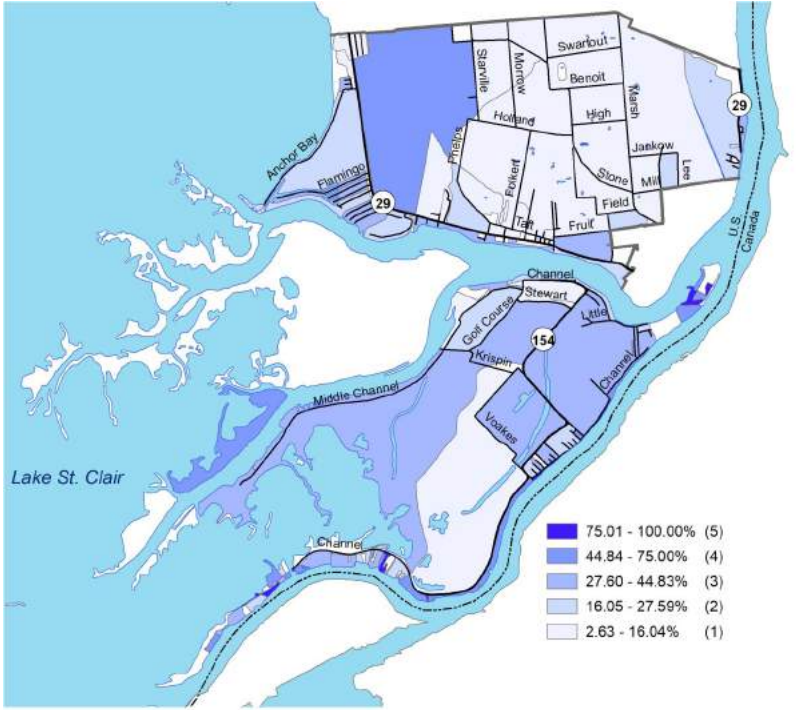 Swartout
Starville
Morrow
Benoit
Marsh
29
High
Holland
Anchor Bay
Phelps
Jankow
Flamingo
Folkert
Stone
Mill
Lee
29
Field
Taft
Fruit
U.S.
Canada
Channel
Stewart
Golf Course
Little
154
Krispin
Channel
Middle Channel
Voakes
Lake St. Clair
Channel
75.01 - 100.00% (5)
44.84 - 75.00% (4)
27.60 - 44.83% (3)
16.05 - 27.59% (2)
2.63 - 16.04% (1)